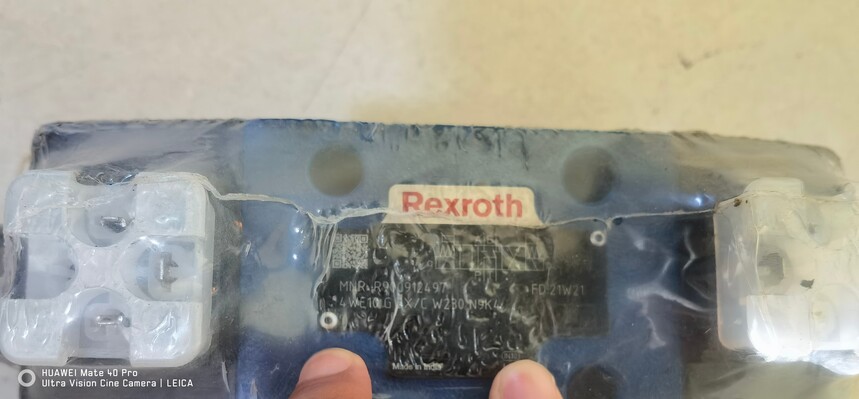 Rexroth
MNR: R900912497
FD 21W21
W230 N9K4
Made in India
HUAWEI Mate 40 Pro
Ultra Vision Cine Camera | LEICA